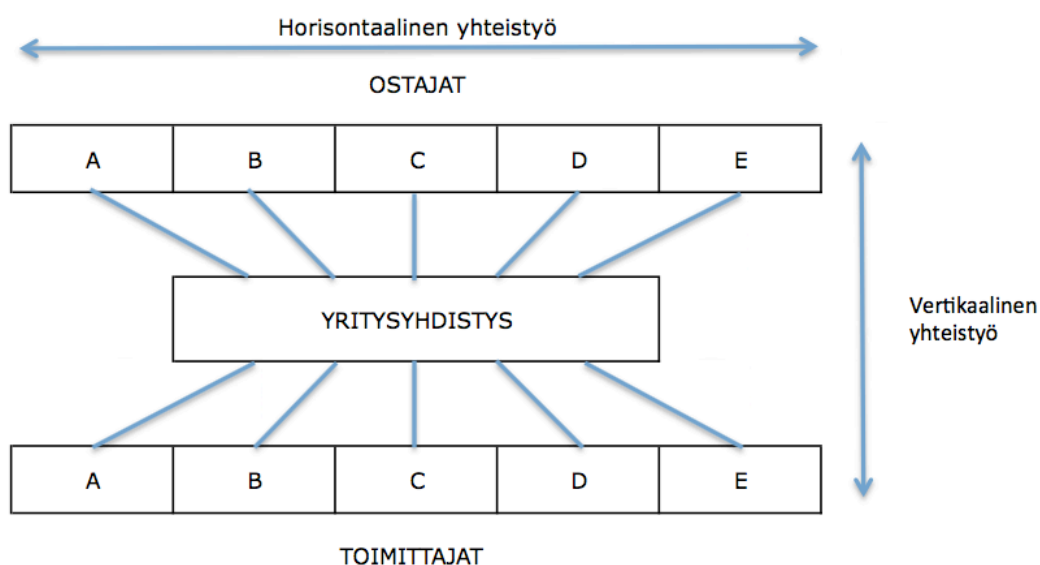 Horisontaalinen yhteistyö
OSTAJAT
A B C D E
YRITYSYHDISTYS
Vertikaalinen
yhteistyö
A B C D E
TOIMITTAJAT